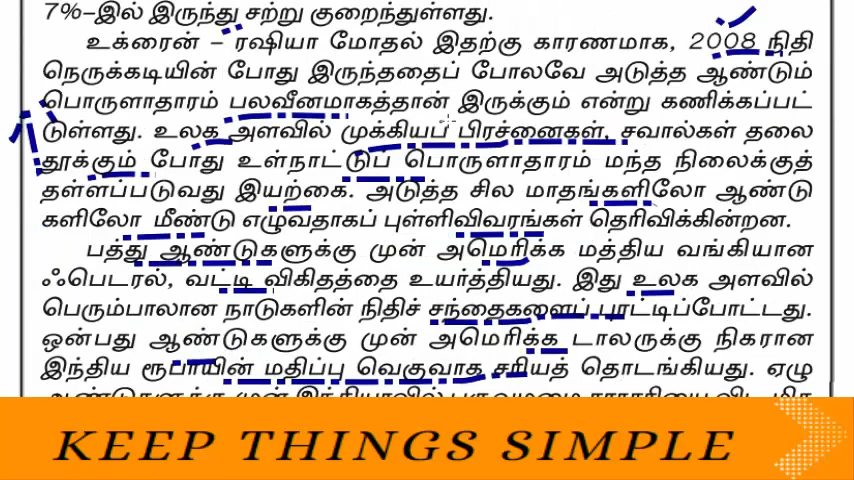 7%–இல் இருந்து சற்று குறைந்துள்ளது.
உக்ரைன் – ரஷியா மோதல் இதற்கு காரணமாக, 2008 நிதி
நெருக்கடியின் போது இருந்ததைப் போலவே அடுத்த ஆண்டும்
பொருளாதாரம் பலவீனமாகத்தான் இருக்கும் என்று கணிக்கப்பட்
டுள்ளது. உலக அளவில் முக்கியப் பிரச்னைகள், சவால்கள் தலை
தூக்கும் போது உள்நாட்டுப் பொருளாதாரம் மந்த நிலைக்குத்
தள்ளப்படுவது இயற்கை. அடுத்த சில மாதங்களிலோ ஆண்டு
களிலோ மீண்டு எழுவதாகப் புள்ளிவிவரங்கள் தெரிவிக்கின்றன.
பத்து ஆண்டுகளுக்கு முன் அமெரிக்க மத்திய வங்கியான
ஃபெடரல், வட்டி விகிதத்தை உயர்த்தியது. இது உலக அளவில்
பெரும்பாலான நாடுகளின் நிதிச் சந்தைகளைப் புரட்டிப்போட்டது.
ஒன்பது ஆண்டுகளுக்கு முன் அமெரிக்க டாலருக்கு நிகரான
இந்திய ரூபாயின் மதிப்பு வெகுவாக சரியத் தொடங்கியது. ஏழு
KEEP THINGS SIMPLE